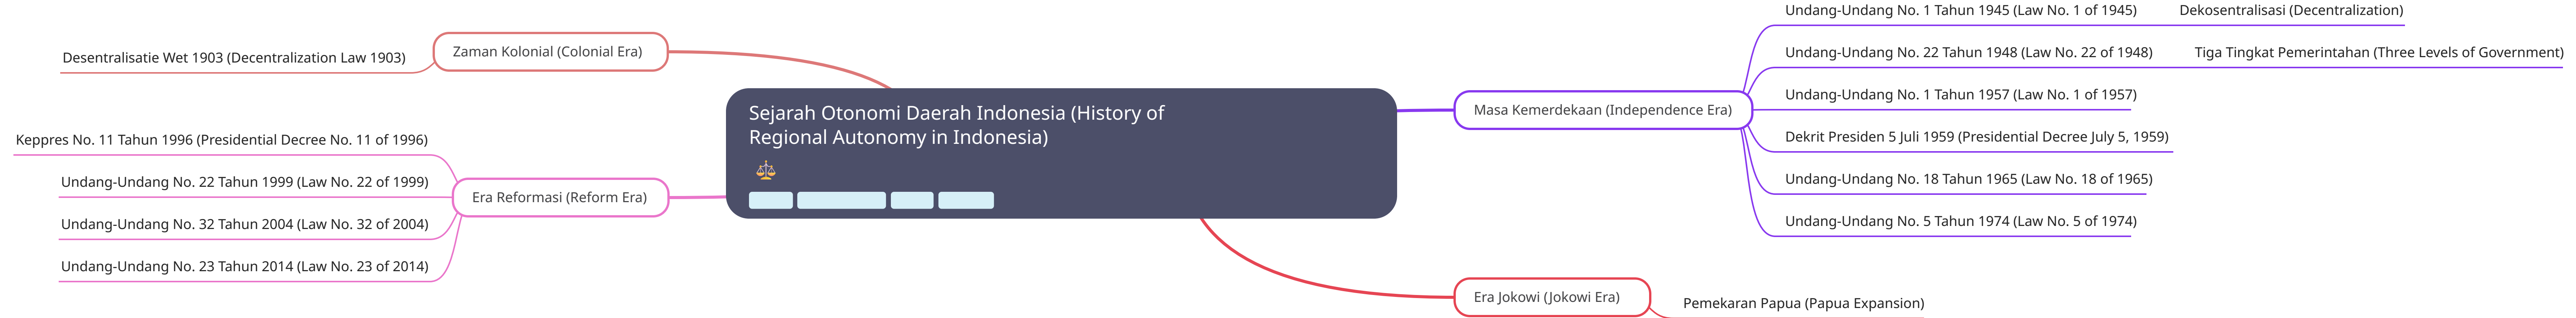 Sejarah Otonomi Daerah Indonesia (History of
Regional Autonomy in Indonesia)
Zaman Kolonial (Colonial Era)
Desentralisatie Wet 1903 (Decentralization Law 1903)
Masa Kemerdekaan (Independence Era)
Undang-Undang No. 1 Tahun 1945 (Law No. 1 of 1945)
Dekosentralisasi (Decentralization)
Undang-Undang No. 22 Tahun 1948 (Law No. 22 of 1948)
Tiga Tingkat Pemerintahan (Three Levels of Government)
Undang-Undang No. 1 Tahun 1957 (Law No. 1 of 1957)
Dekrit Presiden 5 Juli 1959 (Presidential Decree July 5, 1959)
Undang-Undang No. 18 Tahun 1965 (Law No. 18 of 1965)
Undang-Undang No. 5 Tahun 1974 (Law No. 5 of 1974)
Era Reformasi (Reform Era)
Keppres No. 11 Tahun 1996 (Presidential Decree No. 11 of 1996)
Undang-Undang No. 22 Tahun 1999 (Law No. 22 of 1999)
Undang-Undang No. 32 Tahun 2004 (Law No. 32 of 2004)
Undang-Undang No. 23 Tahun 2014 (Law No. 23 of 2014)
Era Jokowi (Jokowi Era)
Pemekaran Papua (Papua Expansion)